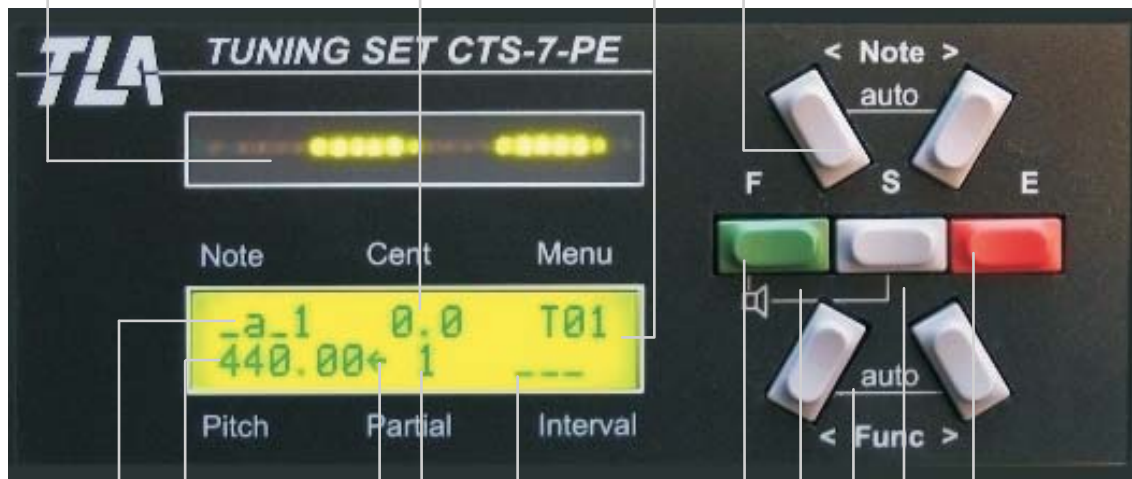 TLA TUNING SET CTS-7-PE
< Note >
auto
F S E
Note Cent Menu
_a_1 0.0 T01
440.00← 1 ___
Pitch Partial Interval
auto
< Func >